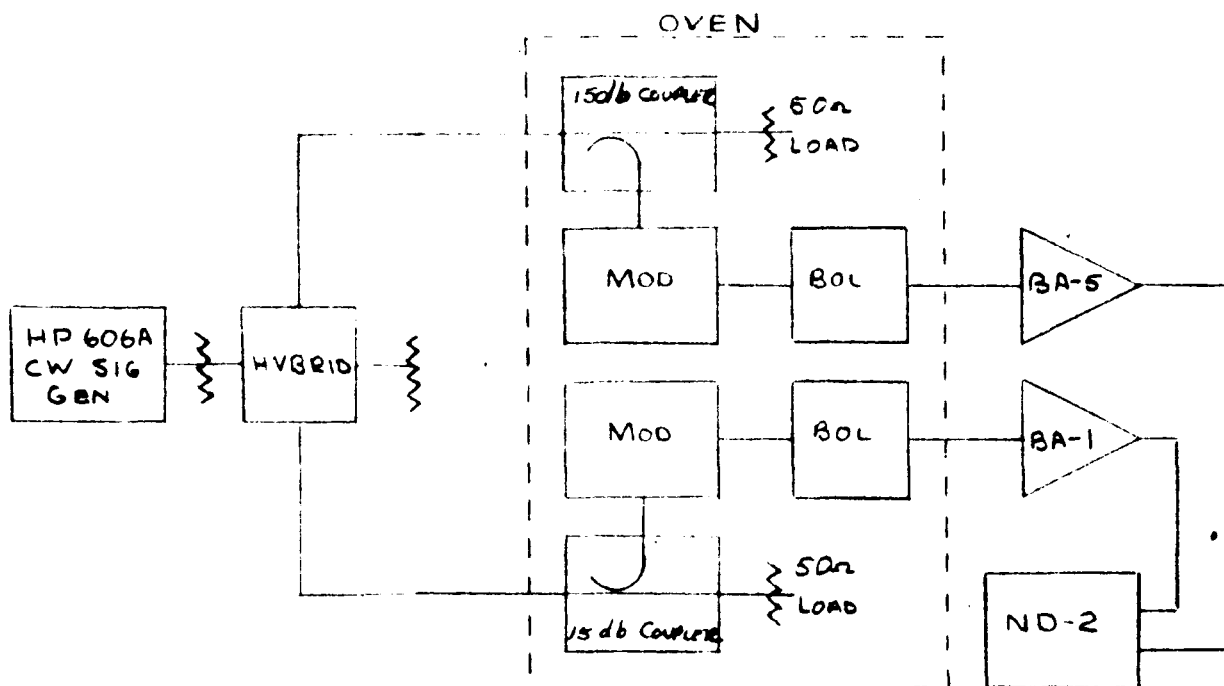 OVEN
15db COUPLER
50Ω
LOAD
MOD
BOL
BA-5
HP 606A
CW SIG
GEN
HYBRID
MOD
BOL
BA-1
50Ω
LOAD
15 db COUPLER
ND-2